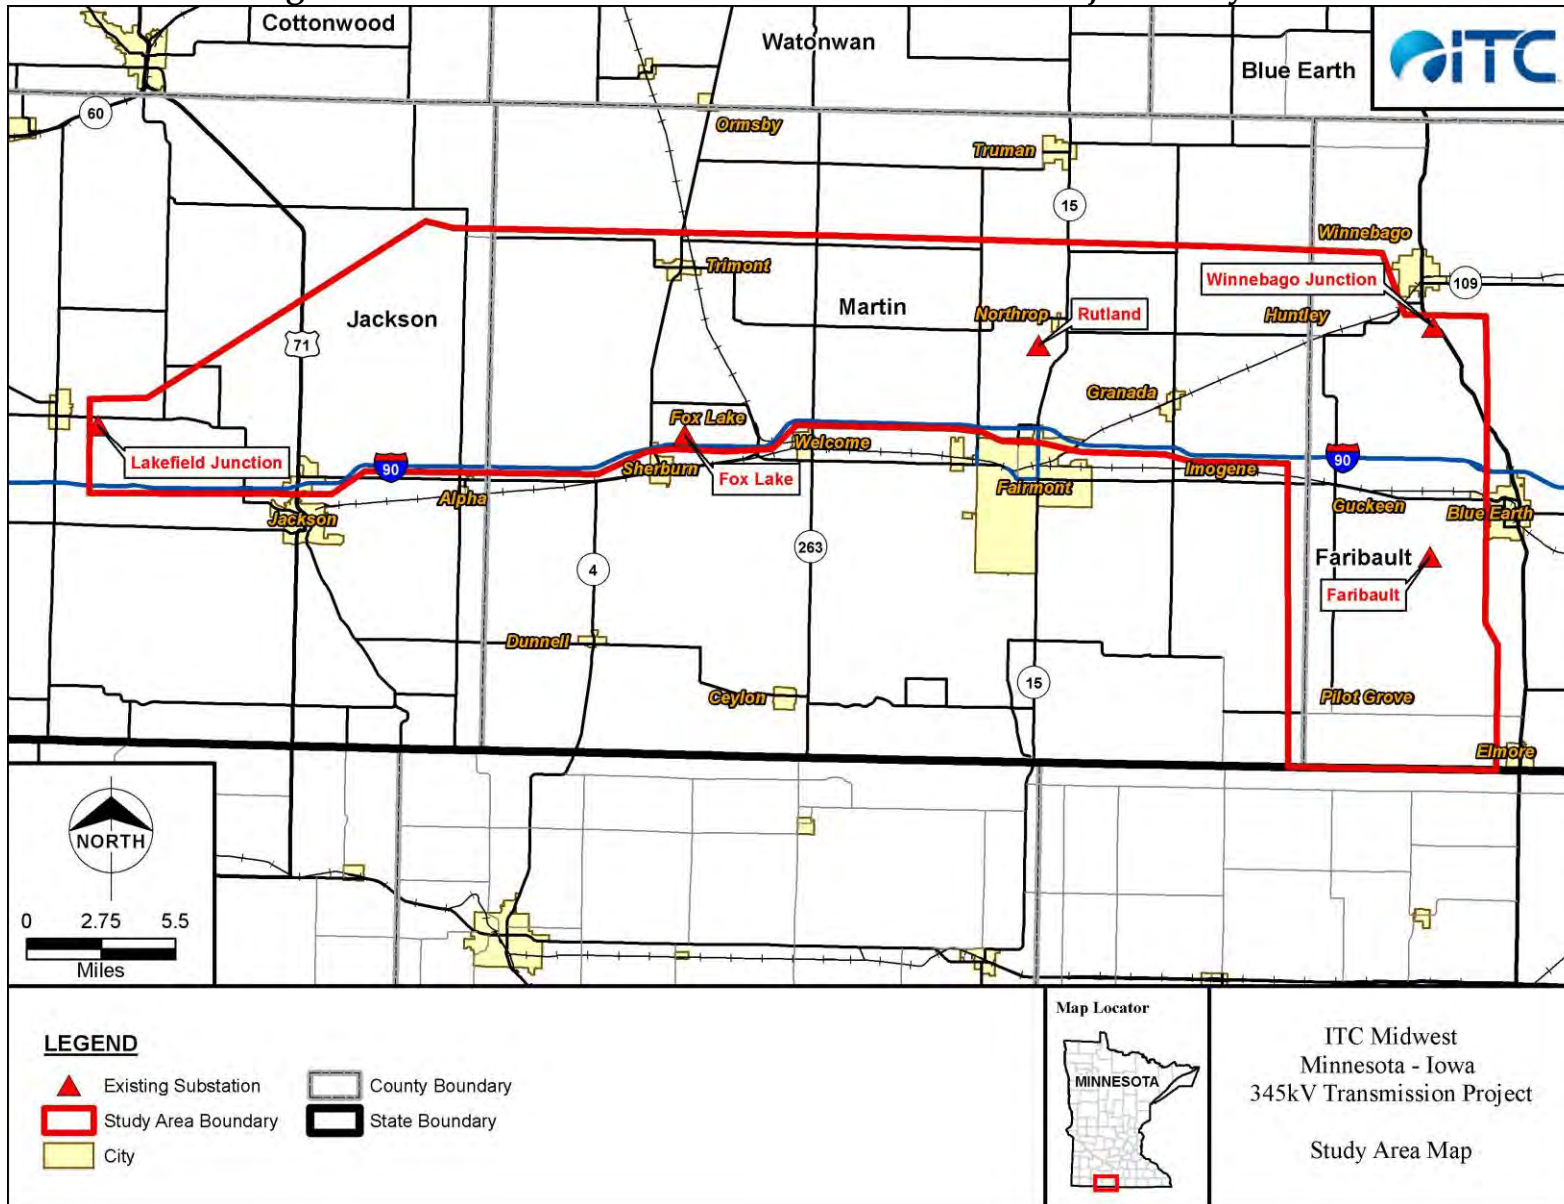 Cottonwood
Watonwan
Blue Earth
ITC
60
Ormsby
Truman
15
Winnebago
Trimont
Winnebago Junction
109
Jackson
Martin
Northrop
Rutland
Huntley
71
Granada
Fox Lake
Welcome
Lakefield Junction
90
Sherburn
Fox Lake
Imogene
90
Alpha
Fairmont
Guckeen
Blue Earth
Jackson
263
Faribault
4
Faribault
Dunnell
15
Ceylon
Pilot Grove
Elmore
NORTH
0 2.75 5.5
Miles
LEGEND
Existing Substation
County Boundary
Study Area Boundary
State Boundary
City
Map Locator
MINNESOTA
ITC Midwest
Minnesota - Iowa
345kV Transmission Project
Study Area Map